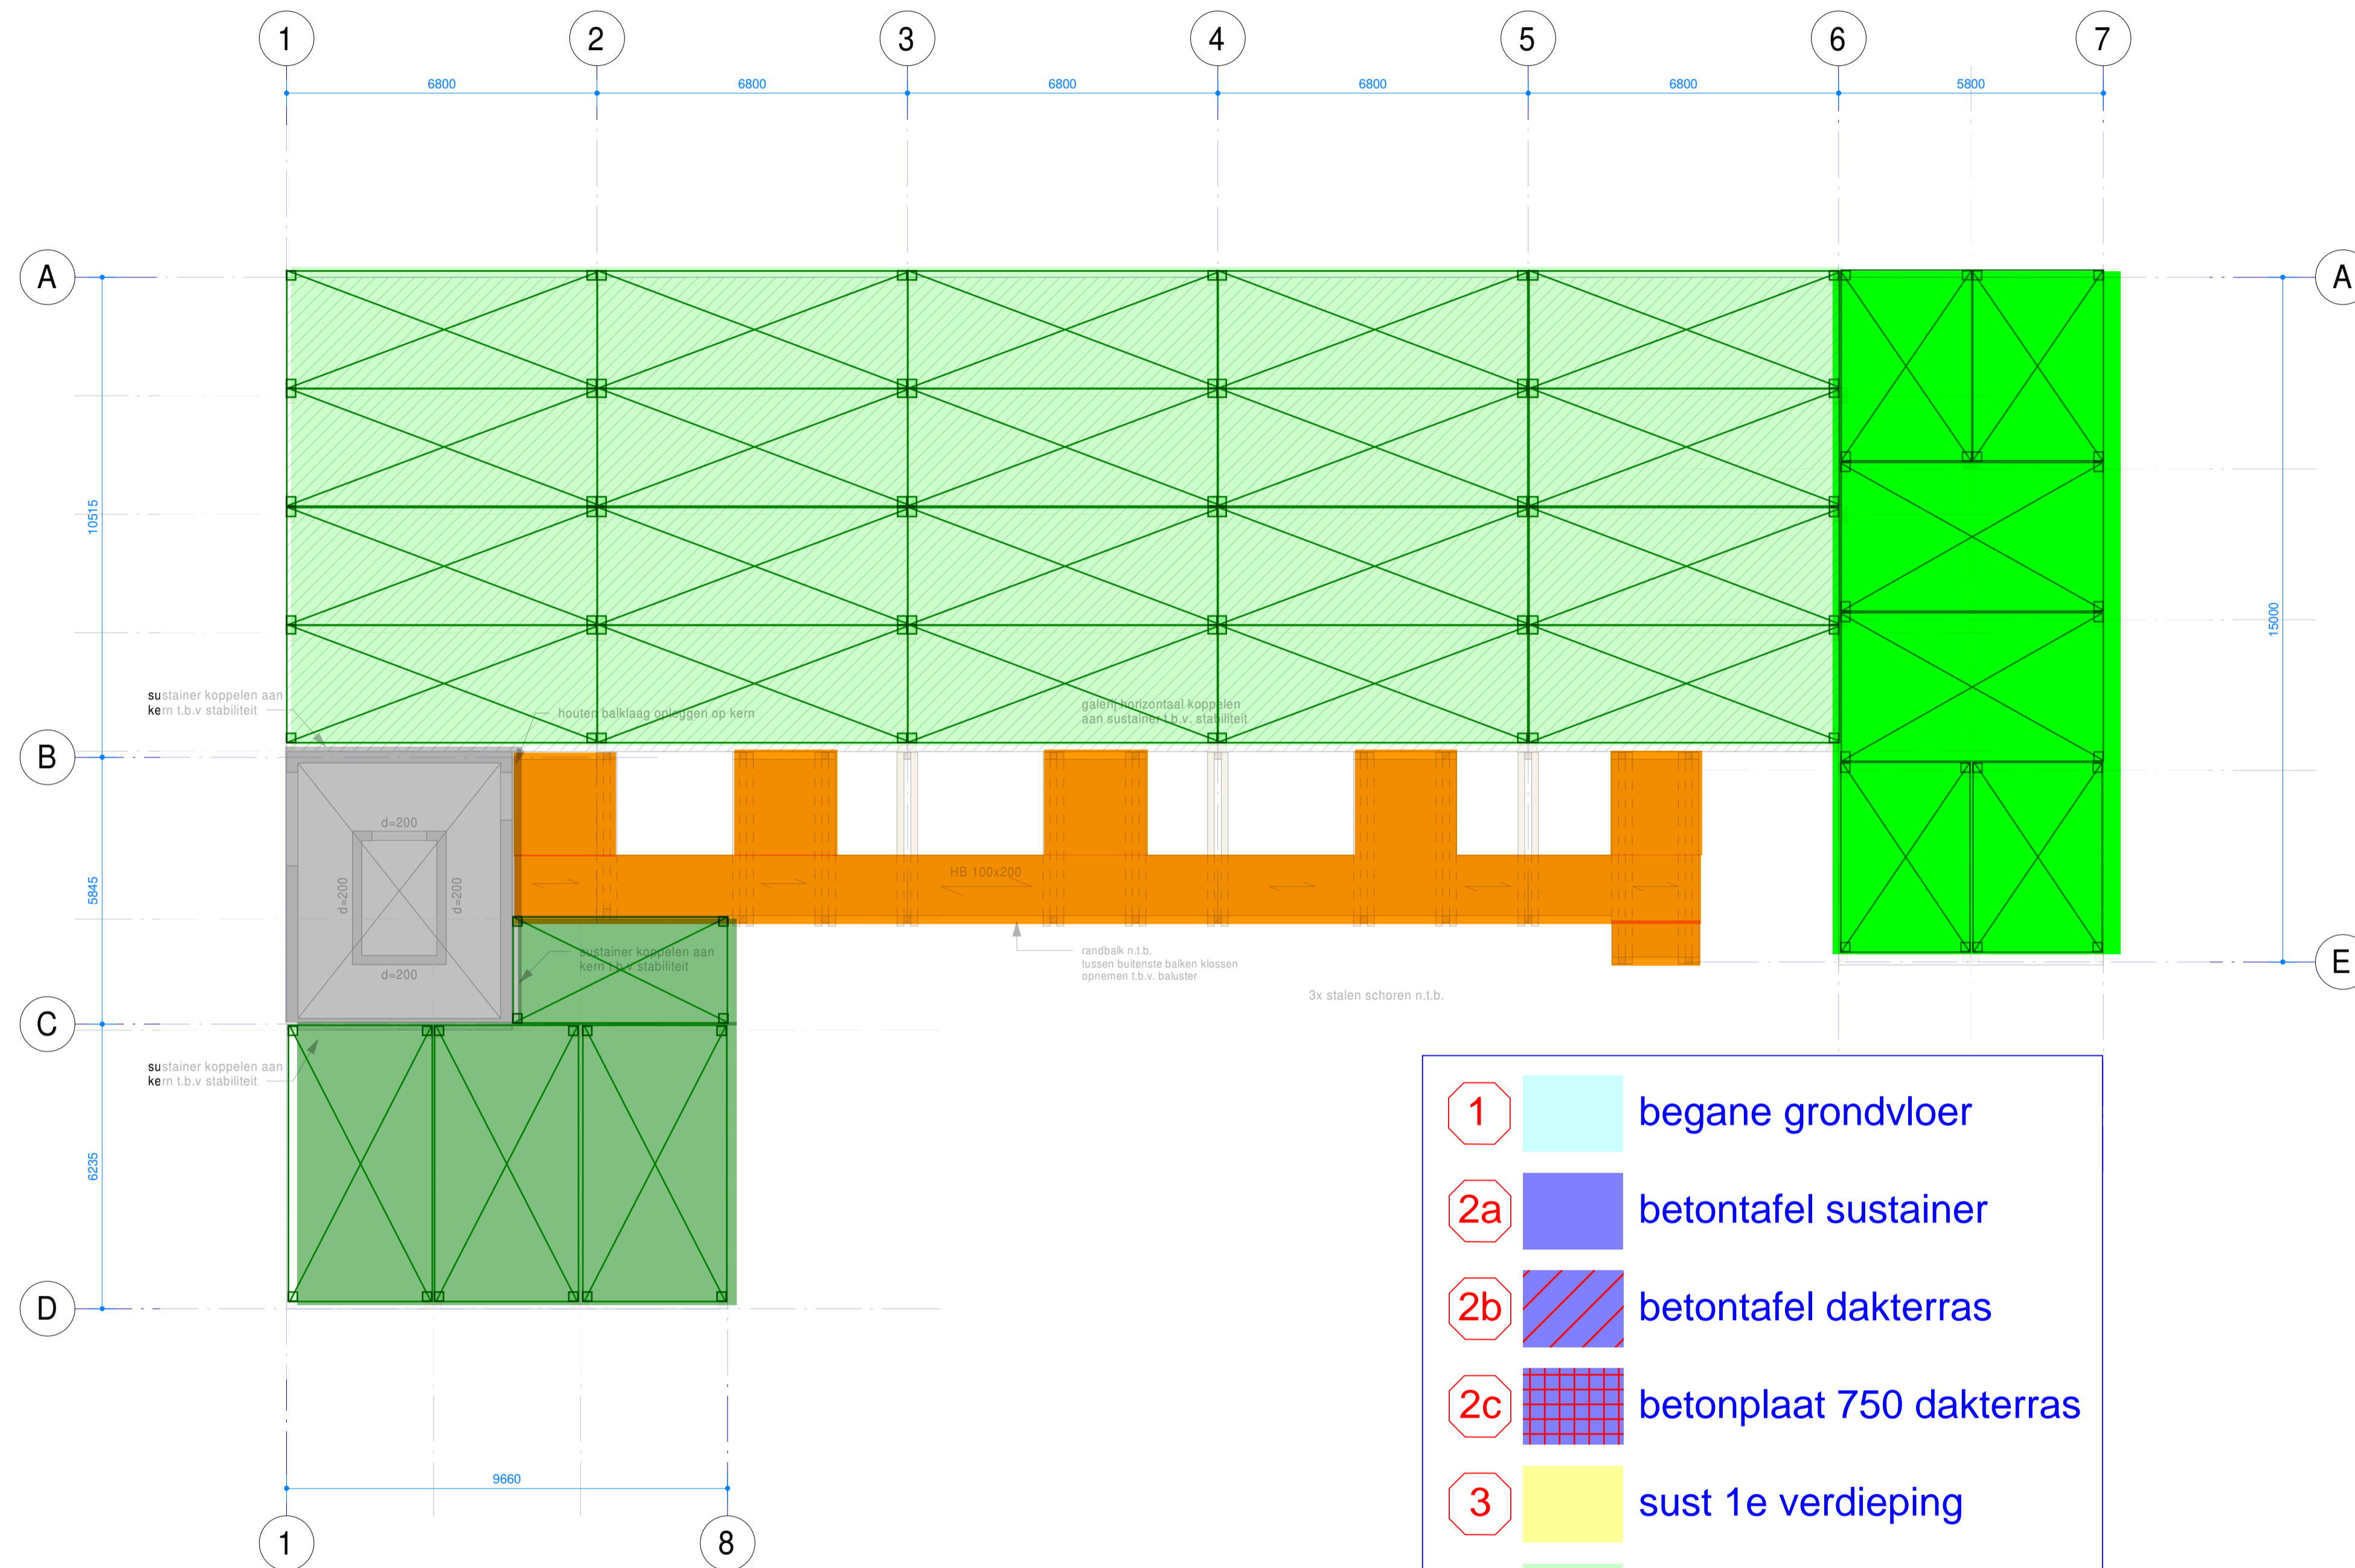 1 2 3 4 5 6 7
6800 6800 6800 6800 6800 5800
A A
10515
15000
sustainer koppelen aan
kern t.b.v stabiliteit
houten balklaag opleggen op kern
galerij horizontaal koppelen
aan sustainer t.b.v. stabiliteit
B
d=200
d=200
d=200
d=200
5845
HB 100x200
sustainer koppelen aan
kern t.b.v stabiliteit
randbalk n.t.b.
tussen buitenste balken klossen
opnemen t.b.v. baluster
E
3x stalen schoren n.t.b.
C
sustainer koppelen aan
kern t.b.v stabiliteit
6235
D
9660
1 8
1 begane grondvloer
2a betontafel sustainer
2b betontafel dakterras
2c betonplaat 750 dakterras
3 sust 1e verdieping